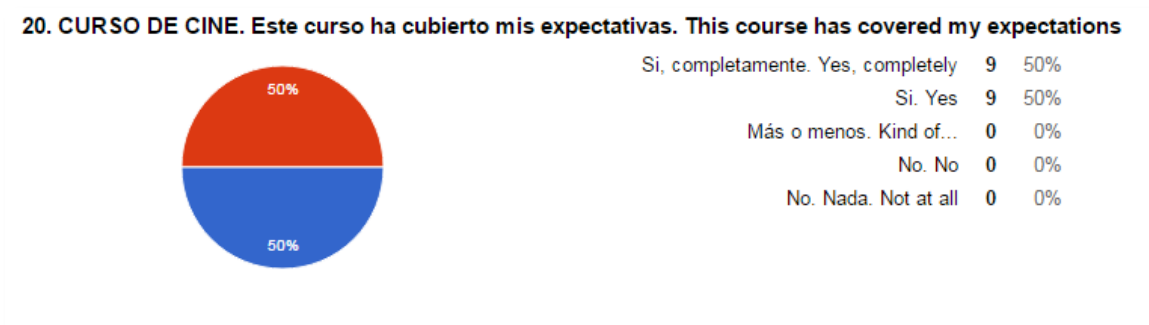 20. CURSO DE CINE. Este curso ha cubierto mis expectativas. This course has covered my expectations
50%
50%
Si, completamente. Yes, completely 9 50%
Si. Yes 9 50%
Más o menos. Kind of... 0 0%
No. No 0 0%
No. Nada. Not at all 0 0%